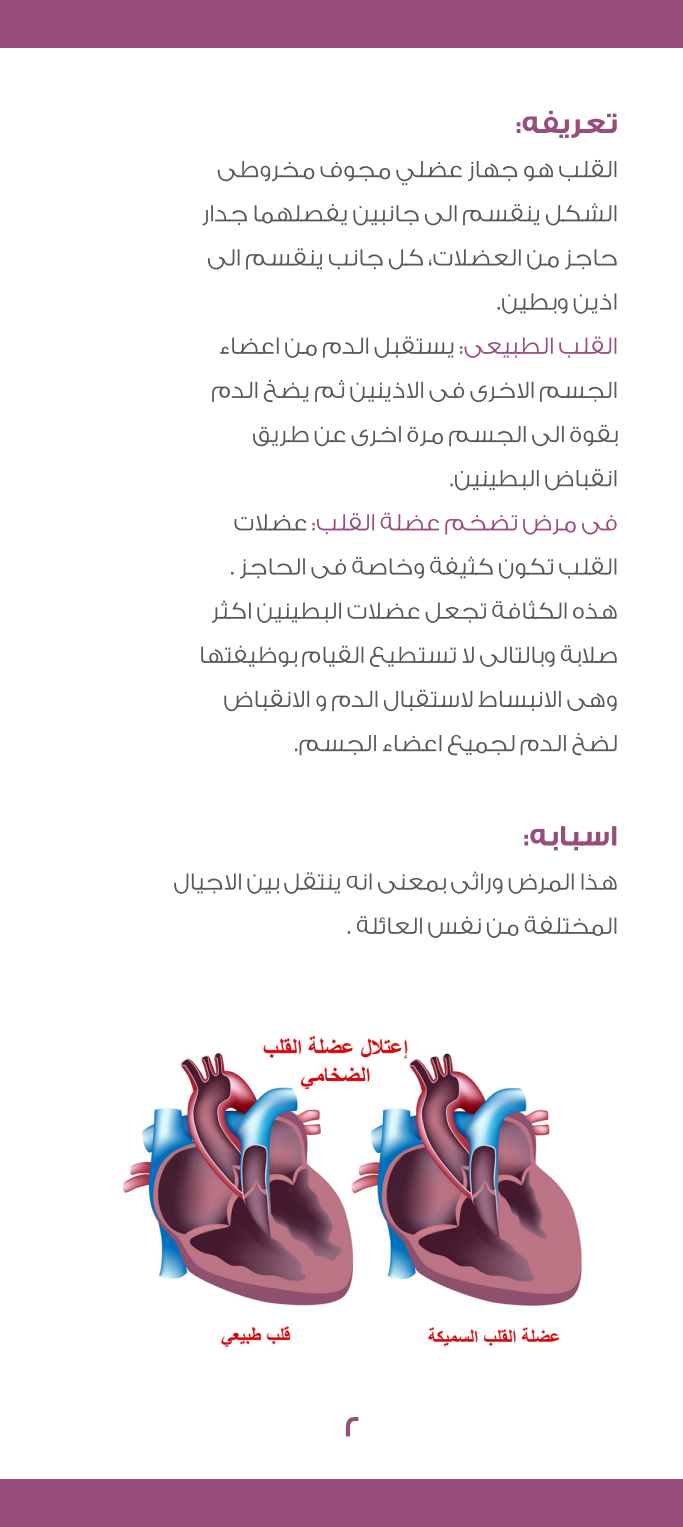 تعريفه:
القلب هو جهاز عضلي مجوف مخروطى
الشكل ينقسم الى جانبين يفصلهما جدار
حاجز من العضلات، كل جانب ينقسم الى
اذين وبطين.
القلب الطبيعى: يستقبل الدم من اعضاء
الجسم الاخرى فى الاذينين ثم يضخ الدم
بقوة الى الجسم مرة اخرى عن طريق
انقباض البطينين.
فى مرض تضخم عضلة القلب: عضلات
القلب تكون كثيفة وخاصة فى الحاجز .
هذه الكثافة تجعل عضلات البطينين اكثر
صلابة وبالتالى لا تستطيع القيام بوظيفتها
وهى الانبساط لاستقبال الدم و الانقباض
لضخ الدم لجميع اعضاء الجسم.
اسبابه:
هذا المرض وراثى بمعنى انه ينتقل بين الاجيال
المختلفة من نفس العائلة .
إعتلال عضلة القلب
الضخامي
عضلة القلب السميكة
قلب طبيعي
٢